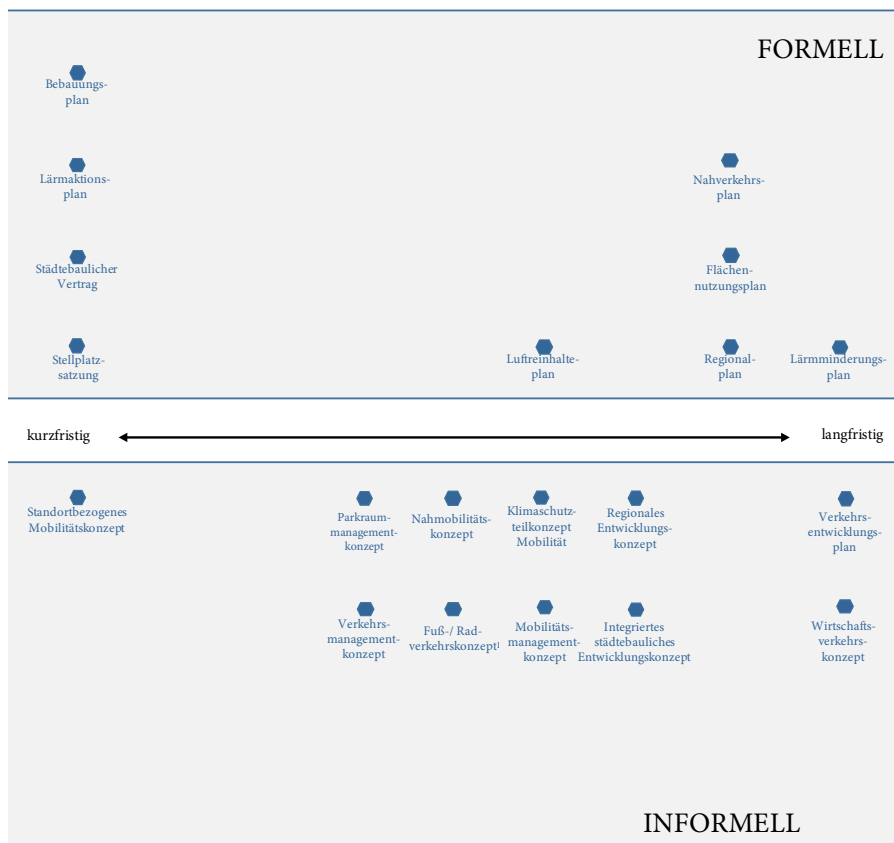 FORMELL
Bebauungs-
plan
Lärmaktions-
plan
Nahverkehrs-
plan
Städtebaulicher
Vertrag
Flächen-
nutzungsplan
Stellplatz-
satzung
Luftreinhalte-
plan
Regional-
plan
Lärmminderungs-
plan
kurzfristig
langfristig
Standortbezogenes
Mobilitätskonzept
Parkraum-
management-
konzept
Nahmobilitäts-
konzept
Klimaschutz-
teilkonzept
Mobilität
Regionales
Entwicklungs-
konzept
Verkehrs-
entwicklungs-
plan
Verkehrs-
management-
konzept
Fuß-/ Rad-
verkehrskonzept¹
Mobilitäts-
management-
konzept
Integriertes
städtebauliches
Entwicklungskonzept
Wirtschafts-
verkehrs-
konzept
INFORMELL